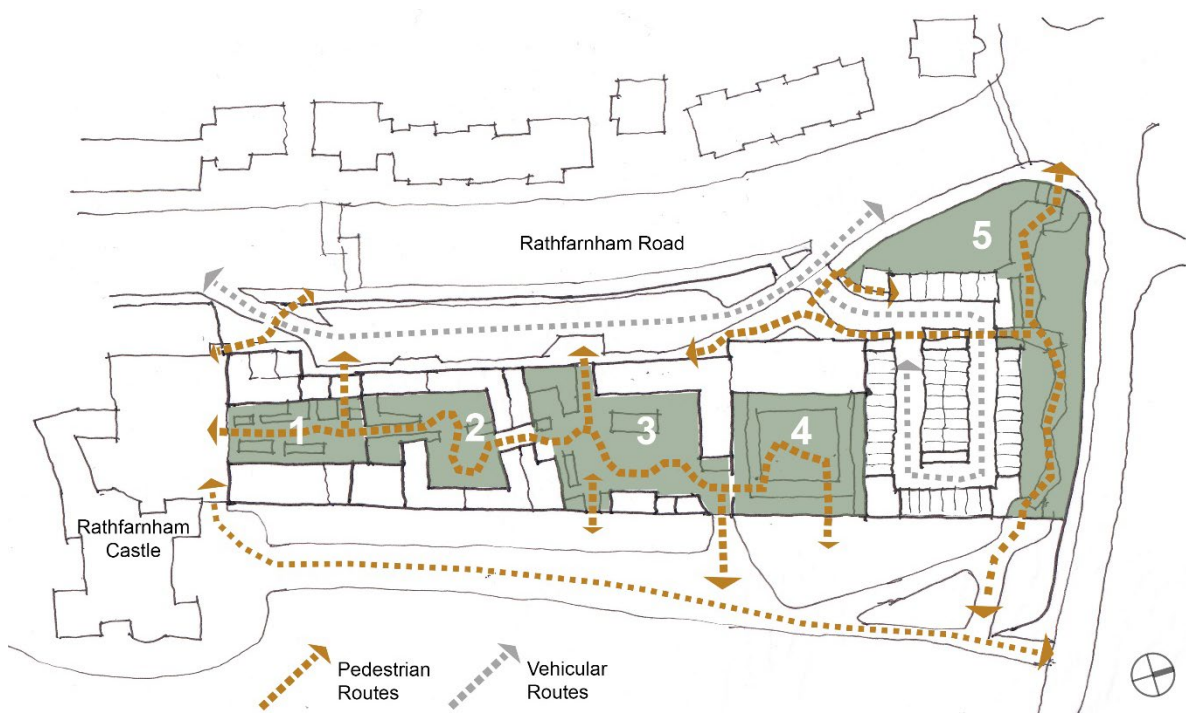 Rathfarnham Road
5
1
2
3
4
Rathfarnham
Castle
Pedestrian
Routes
Vehicular
Routes